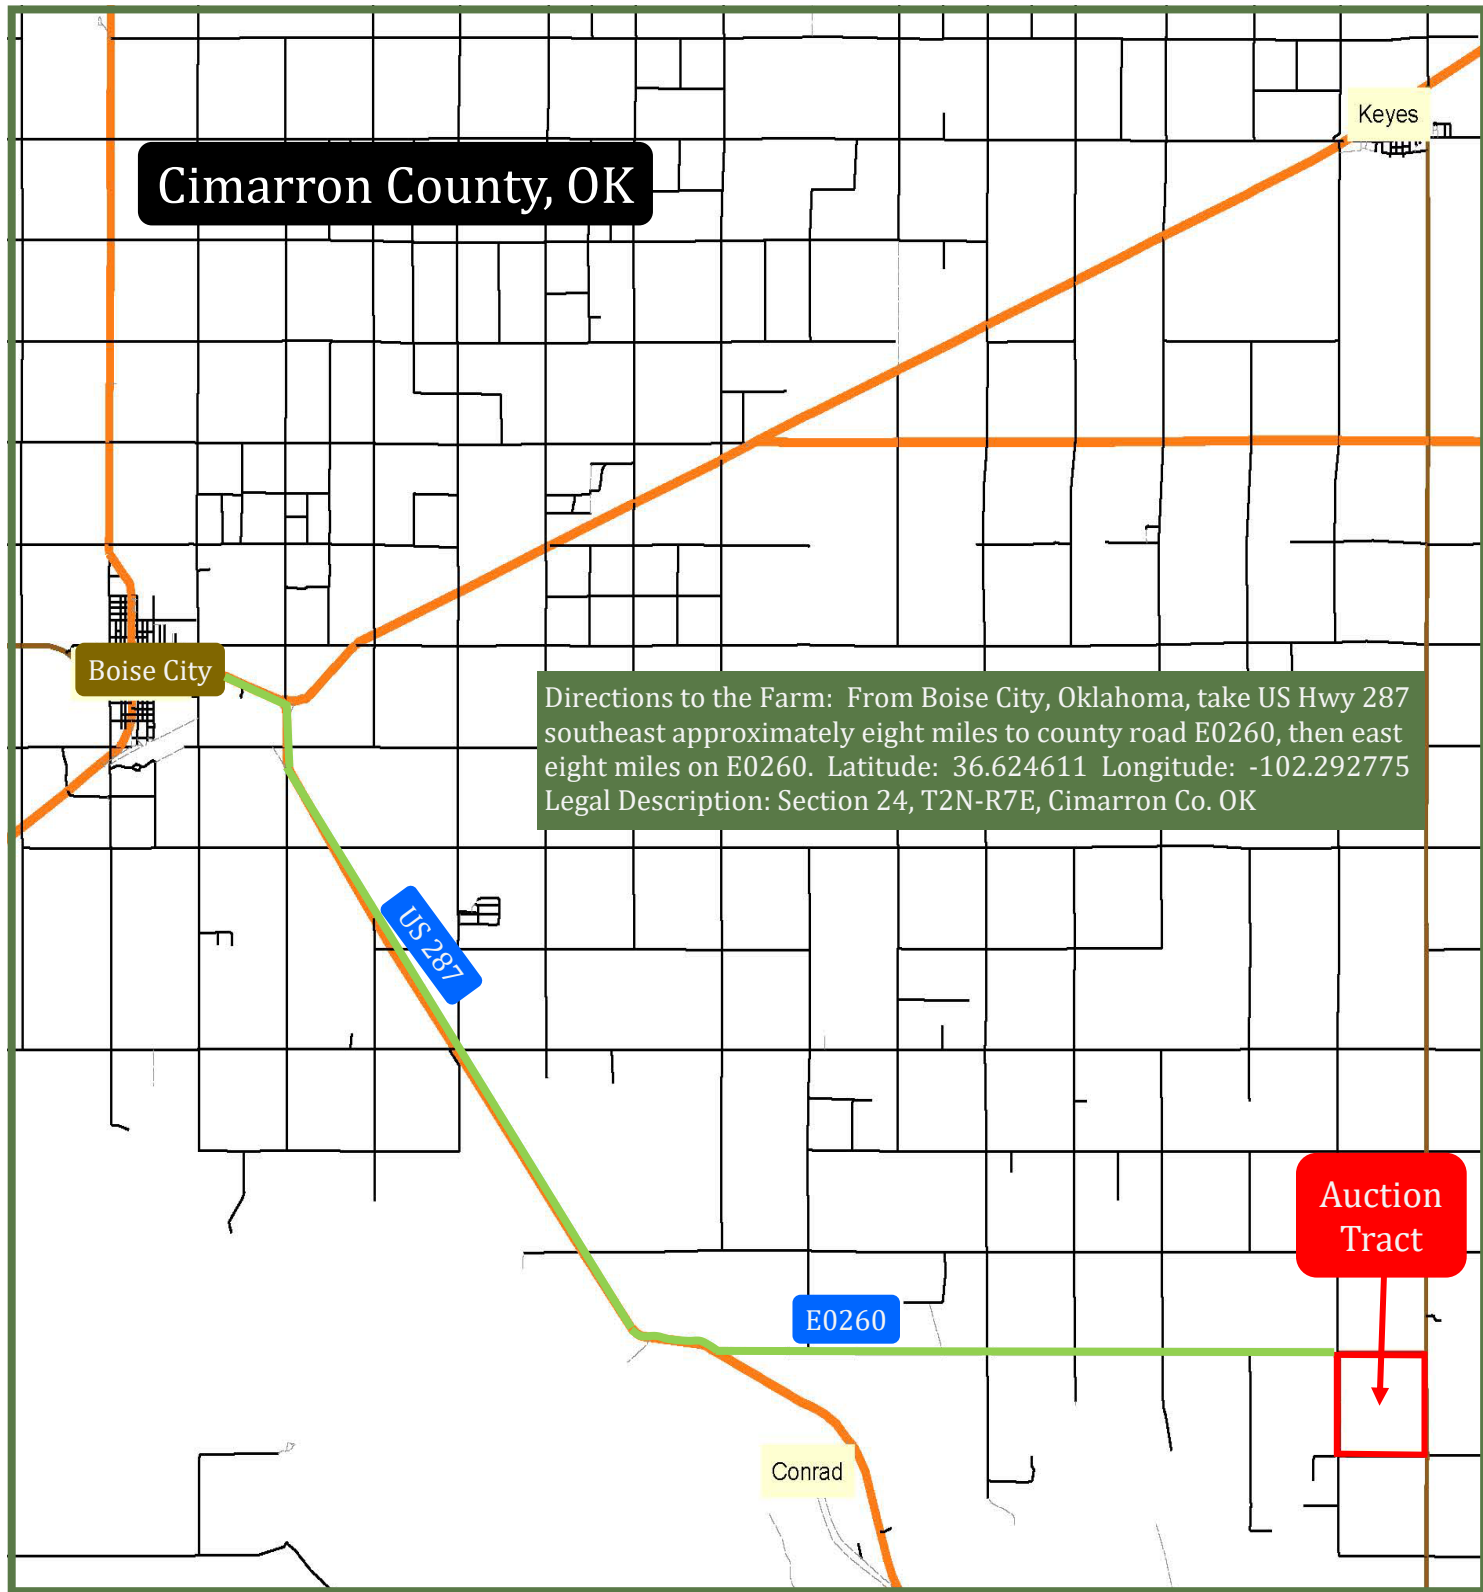 Keyes
Cimarron County, OK
Boise City
Directions to the Farm: From Boise City, Oklahoma, take US Hwy 287
southeast approximately eight miles to county road E0260, then east
eight miles on E0260. Latitude: 36.624611 Longitude: -102.292775
Legal Description: Section 24, T2N-R7E, Cimarron Co. OK
US 287
Auction
Tract
E0260
Conrad